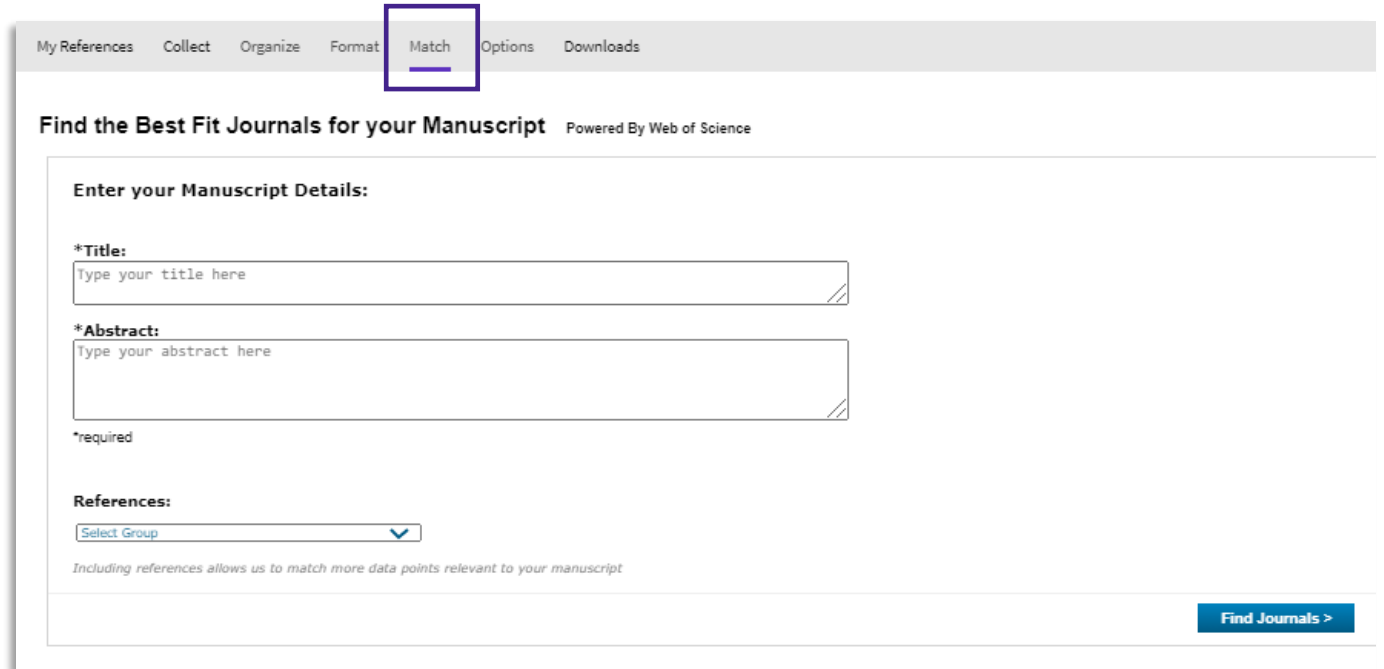 My References Collect Organize Format Match Options Downloads
Find the Best Fit Journals for your Manuscript Powered By Web of Science
Enter your Manuscript Details:
*Title:
Type your title here
*Abstract:
Type your abstract here
*required
References:
Select Group
Including references allows us to match more data points relevant to your manuscript
Find Journals >